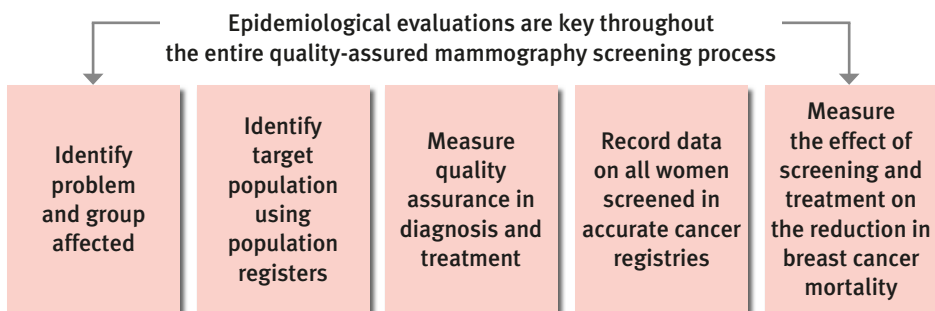 Epidemiological evaluations are key throughout
the entire quality-assured mammography screening process
Identify
problem
and group
affected
Identify
target
population
using
population
registers
Measure
quality
assurance in
diagnosis and
treatment
Record data
on all women
screened in
accurate cancer
registries
Measure
the effect of
screening and
treatment on
the reduction in
breast cancer
mortality